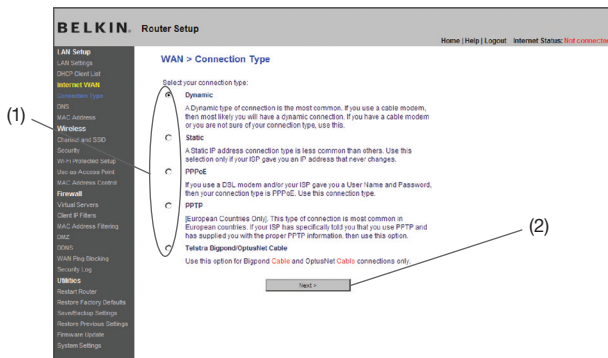 BELKIN. Router Setup
Home | Help | Logout Internet Status: Not connected
LAN Setup
LAN Settings
DHCP Client List
Internet WAN
Connection Type
DNS
MAC Address
Wireless
Channel and SSID
Security
Wi-Fi Protected Setup
Use as Access Point
MAC Address Control
Firewall
Virtual Servers
Client IP Filters
MAC Address Filtering
DMZ
DDNS
WAN Ping Blocking
Security Log
Utilities
Restart Router
Restore Factory Defaults
Save/Backup Settings
Restore Previous Settings
Firmware Update
System Settings
WAN > Connection Type
Select your connection type:
Dynamic
A Dynamic type of connection is the most common. If you use a cable modem,
then most likely you will have a dynamic connection. If you have a cable modem
or you are not sure of your connection type, use this.
Static
A Static IP address connection type is less common than others. Use this
selection only if your ISP gave you an IP address that never changes.
PPPoE
If you use a DSL modem and/or your ISP gave you a User Name and Password,
then your connection type is PPPoE. Use this connection type.
PPTP
[European Countries Only]. This type of connection is most common in
European countries. If your ISP has specifically told you that you use PPTP and
has supplied you with the proper PPTP information, then use this option.
Telstra Bigpond/OptusNet Cable
Use this option for Bigpond Cable and OptusNet Cable connections only.
Next >
(1)
(2)